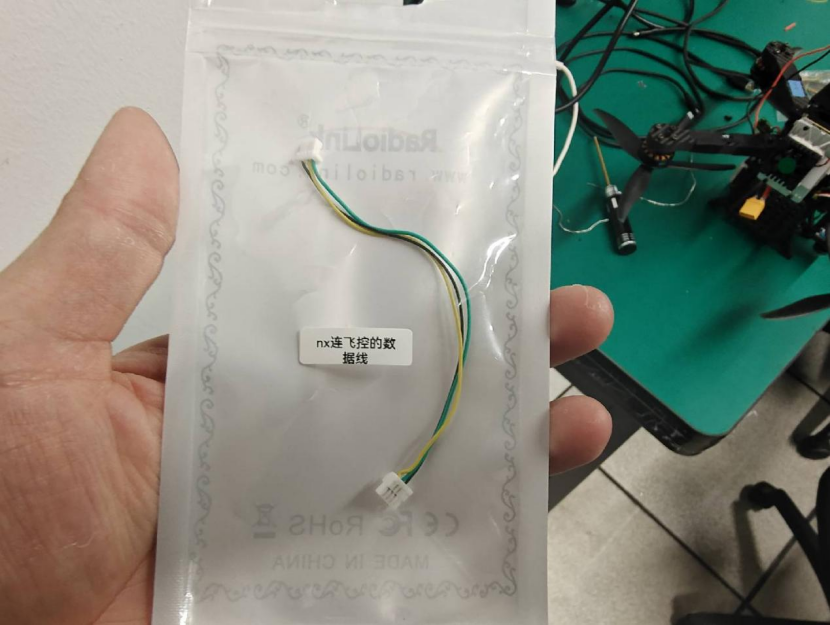 RadioLink®
www.radiolink.com
nx连飞控的数
据线
CE FC RoHS
MADE IN CHINA